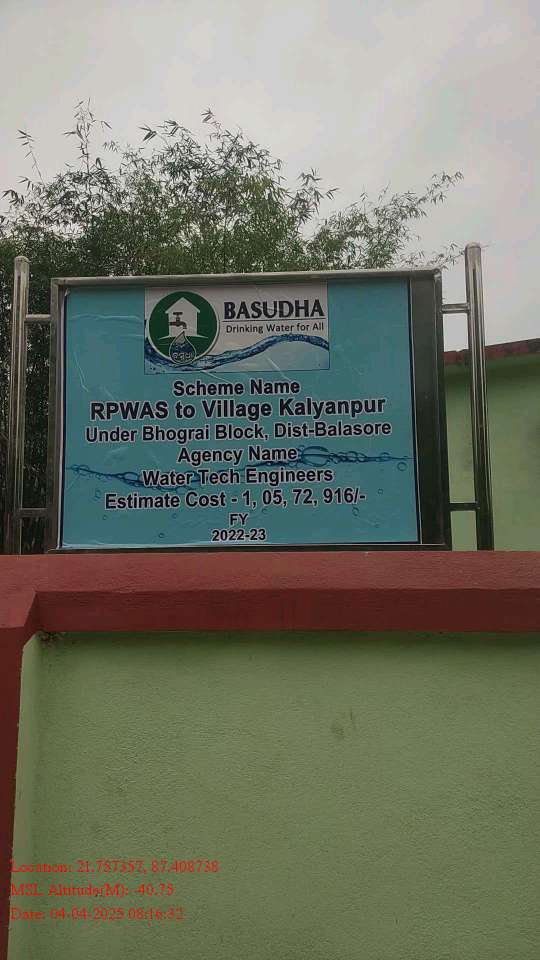 BASUDHA
Drinking Water for All
ବସୁଧା
Scheme Name
RPWAS to Village Kalyanpur
Under Bhograi Block, Dist-Balasore
Agency Name
Water Tech Engineers
Estimate Cost - 1, 05, 72, 916/-
FY
2022-23
Location: 21.757357, 87.408738
MSL Altitude(M): -40.75
Date: 04-04-2025 08:16:32